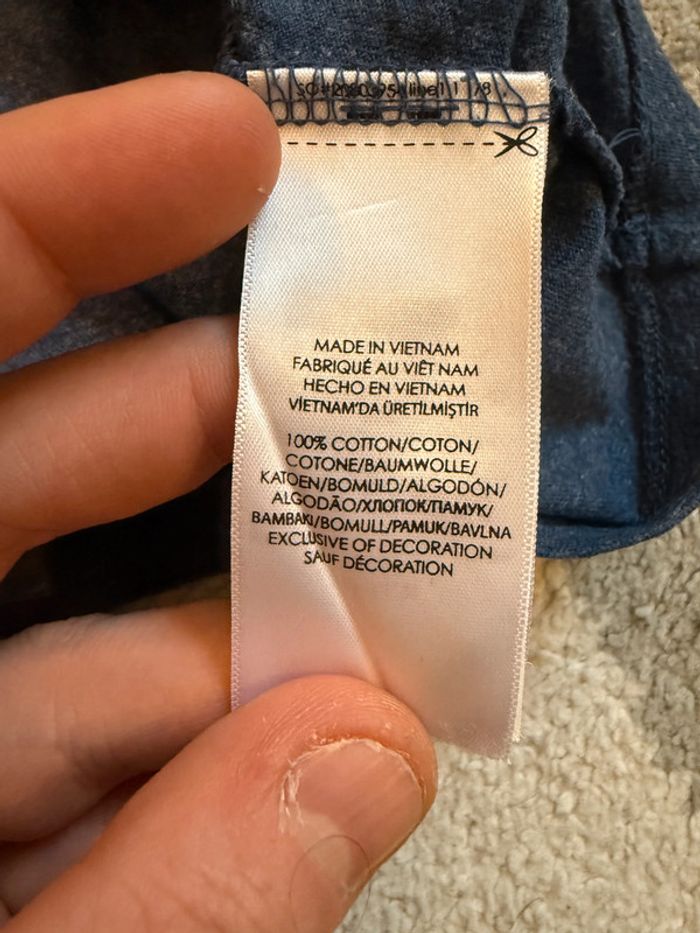 MADE IN VIETNAM
FABRIQUÉ AU VIÊT NAM
HECHO EN VIETNAM
VİETNAM'DA ÜRETİLMİŞTİR
100% COTTON/COTON/
COTONE/BAUMWOLLE/
KATOEN/BOMULD/ALGODÓN/
ALGODÃO/ХЛОПОК/ПАМУК/
BAMBAKI/BOMULL/PAMUK/BAVLNA
EXCLUSIVE OF DECORATION
SAUF DÉCORATION